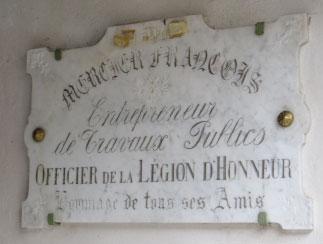 MERCIER FRANÇOIS
Entrepreneur
de Travaux Publics
OFFICIER DE LA LÉGION D'HONNEUR
Hommage de tous ses Amis